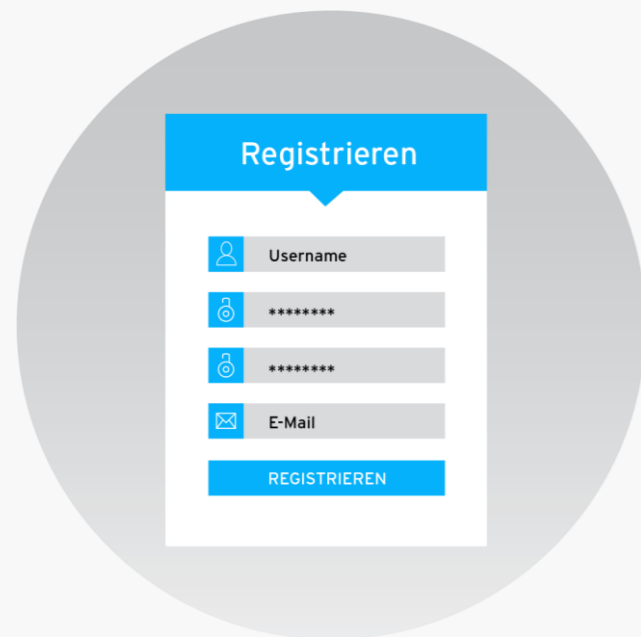 Registrieren
Username
********
********
E-Mail
REGISTRIEREN